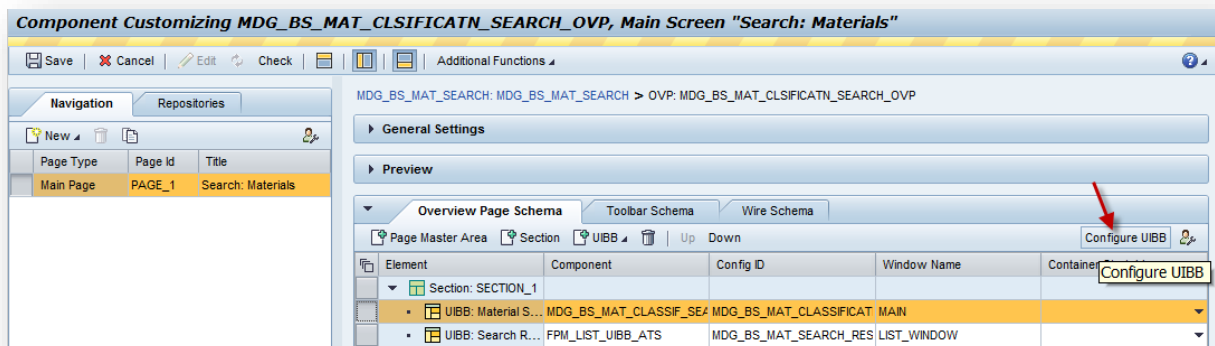 Component Customizing MDG_BS_MAT_CLSIFICATN_SEARCH_OVP, Main Screen "Search: Materials"
Save Cancel Edit Check Additional Functions
Navigation Repositories
New
Page Type Page Id Title
Main Page PAGE_1 Search: Materials
MDG_BS_MAT_SEARCH: MDG_BS_MAT_SEARCH > OVP: MDG_BS_MAT_CLSIFICATN_SEARCH_OVP
General Settings
Preview
Overview Page Schema Toolbar Schema Wire Schema
Page Master Area Section UIBB Up Down Configure UIBB
Element Component Config ID Window Name Container
Configure UIBB
Section: SECTION_1
UIBB: Material S... MDG_BS_MAT_CLASSIF_SEA MDG_BS_MAT_CLASSIFICAT MAIN
UIBB: Search R... FPM_LIST_UIBB_ATS MDG_BS_MAT_SEARCH_RES LIST_WINDOW